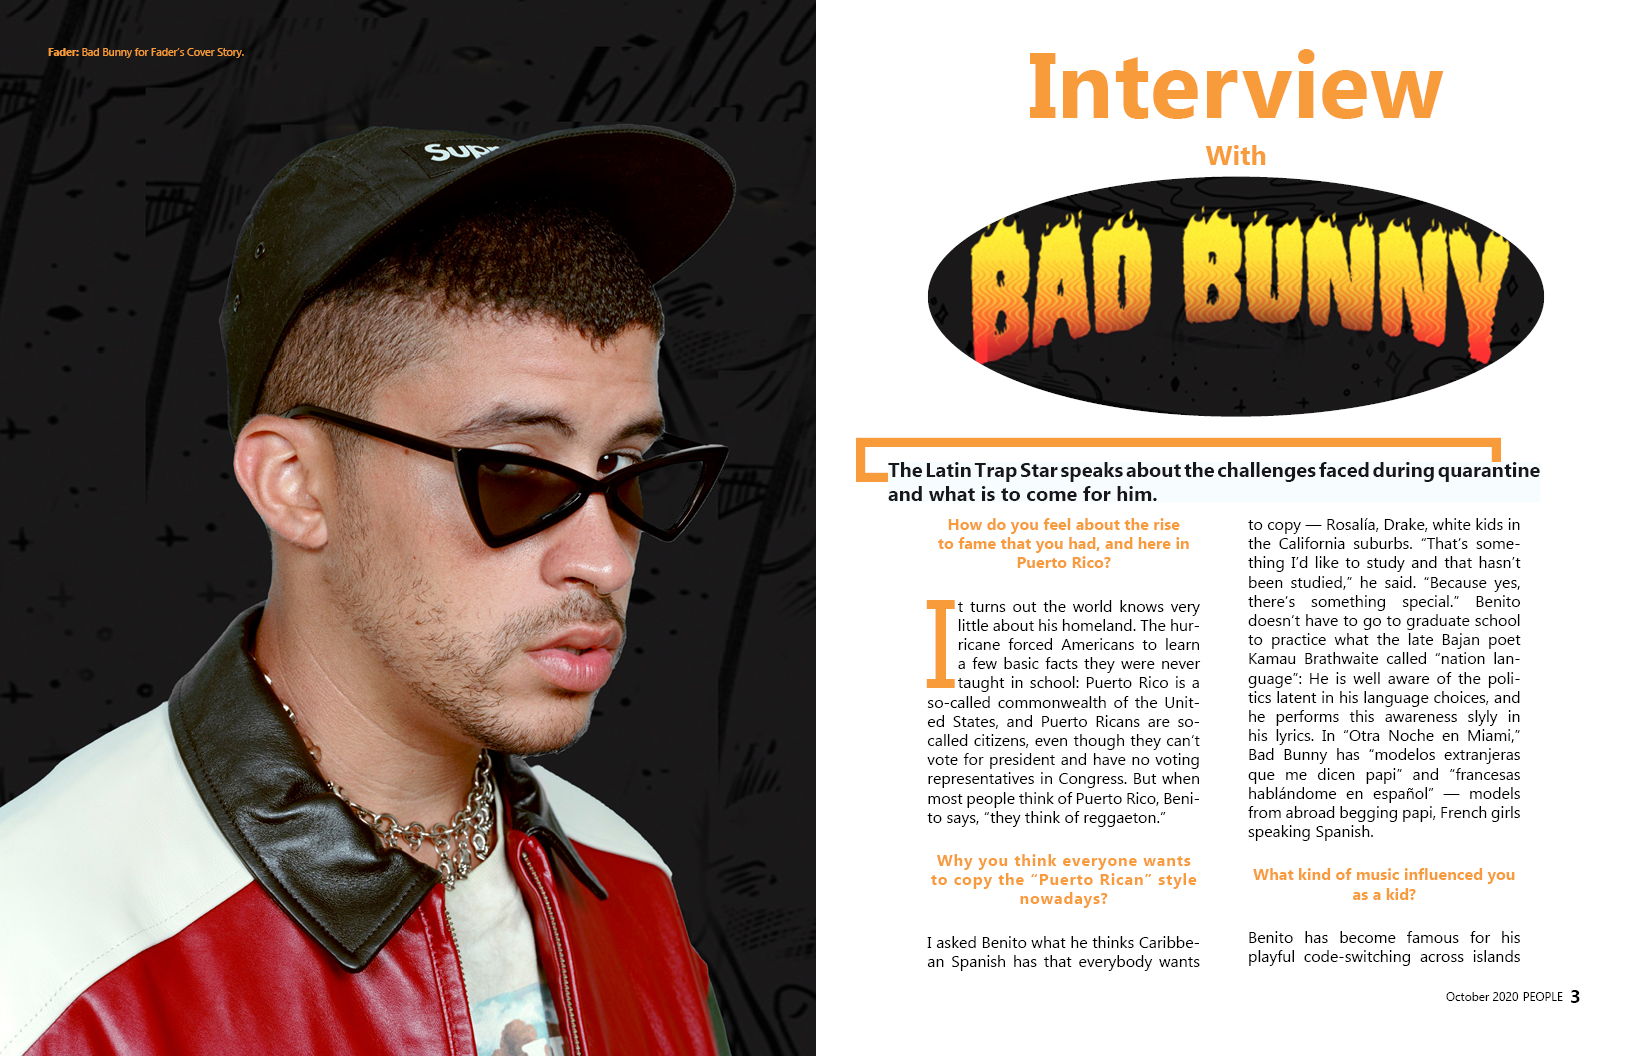 Fader: Bad Bunny for Fader's Cover Story.
Interview
With
BAD BUNNY
The Latin Trap Star speaks about the challenges faced during quarantine
and what is to come for him.
How do you feel about the rise
to fame that you had, and here in
Puerto Rico?
It turns out the world knows very
little about his homeland. The hur-
ricane forced Americans to learn
a few basic facts they were never
taught in school: Puerto Rico is a
so-called commonwealth of the Unit-
ed States, and Puerto Ricans are so-
called citizens, even though they can't
vote for president and have no voting
representatives in Congress. But when
most people think of Puerto Rico, Beni-
to says, “they think of reggaeton.”
Why you think everyone wants
to copy the “Puerto Rican” style
nowadays?
I asked Benito what he thinks Caribbe-
an Spanish has that everybody wants
to copy — Rosalía, Drake, white kids in
the California suburbs. “That's some-
thing I'd like to study and that hasn't
been studied,” he said. “Because yes,
there's something special.” Benito
doesn't have to go to graduate school
to practice what the late Bajan poet
Kamau Brathwaite called “nation lan-
guage”: He is well aware of the poli-
tics latent in his language choices, and
he performs this awareness slyly in
his lyrics. In “Otra Noche en Miami,”
Bad Bunny has “modelos extranjeras
que me dicen papi” and “francesas
hablándome en español” — models
from abroad begging papi, French girls
speaking Spanish.
What kind of music influenced you
as a kid?
Benito has become famous for his
playful code-switching across islands
October 2020 PEOPLE 3
Supr